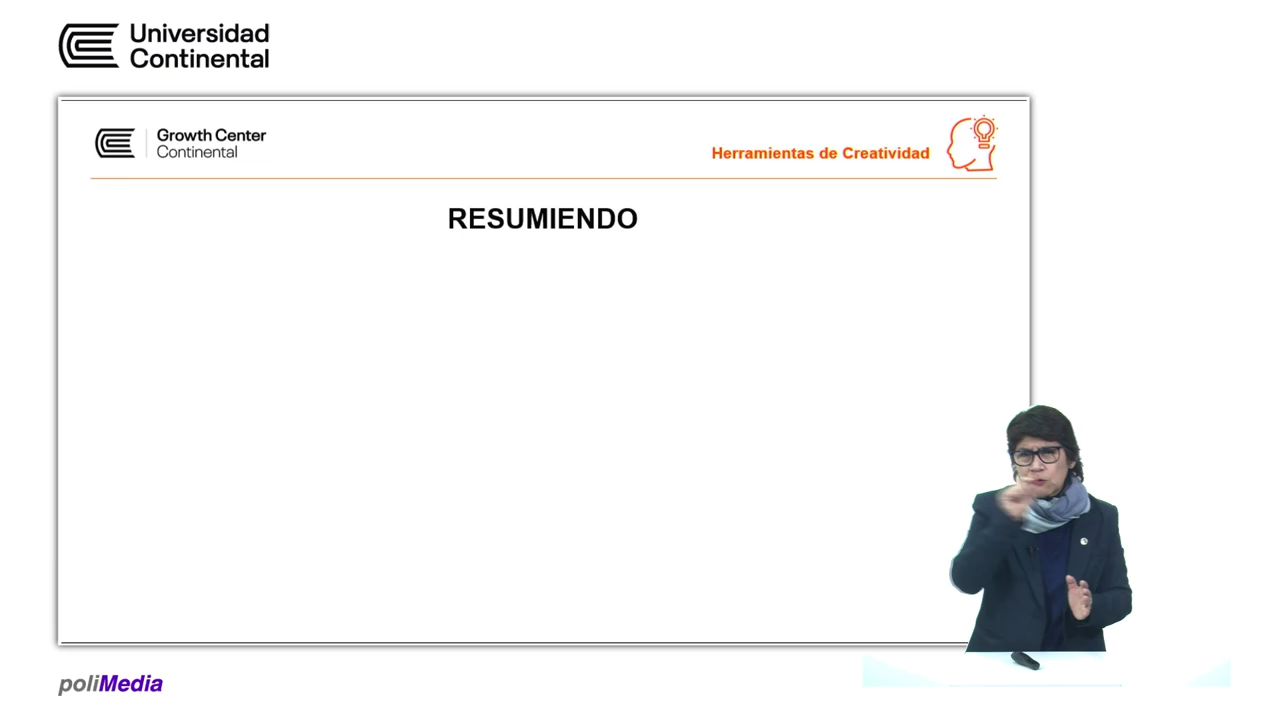 Universidad
Continental
Growth Center
Continental
Herramientas de Creatividad
RESUMIENDO
poliMedia